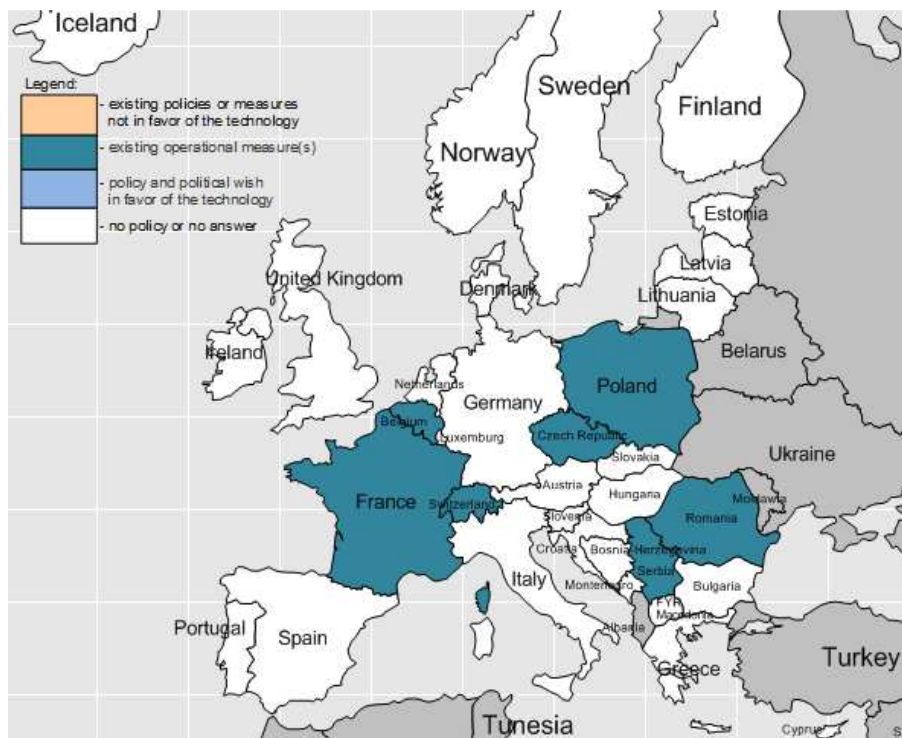 Iceland
Legend:
- existing policies or measures
not in favor of the technology
- existing operational measure(s)
- policy and political wish
in favor of the technology
- no policy or no answer
Sweden
Finland
Norway
Estonia
Latvia
Lithuania
United Kingdom
Denmark
Ireland
Belarus
Netherlands
Poland
Germany
Belgium
Luxemburg
Czech Republic
Slovakia
Ukraine
Austria
Hungaria
Moldawia
France
Switzerland
Romania
Slovenia
Croatia
Bosnia
Herzegovina
Serbia
Italy
Montenegro
Bulgaria
FYR
Macedonia
Albania
Portugal
Spain
Greece
Turkey
Tunesia
Cyprus
S